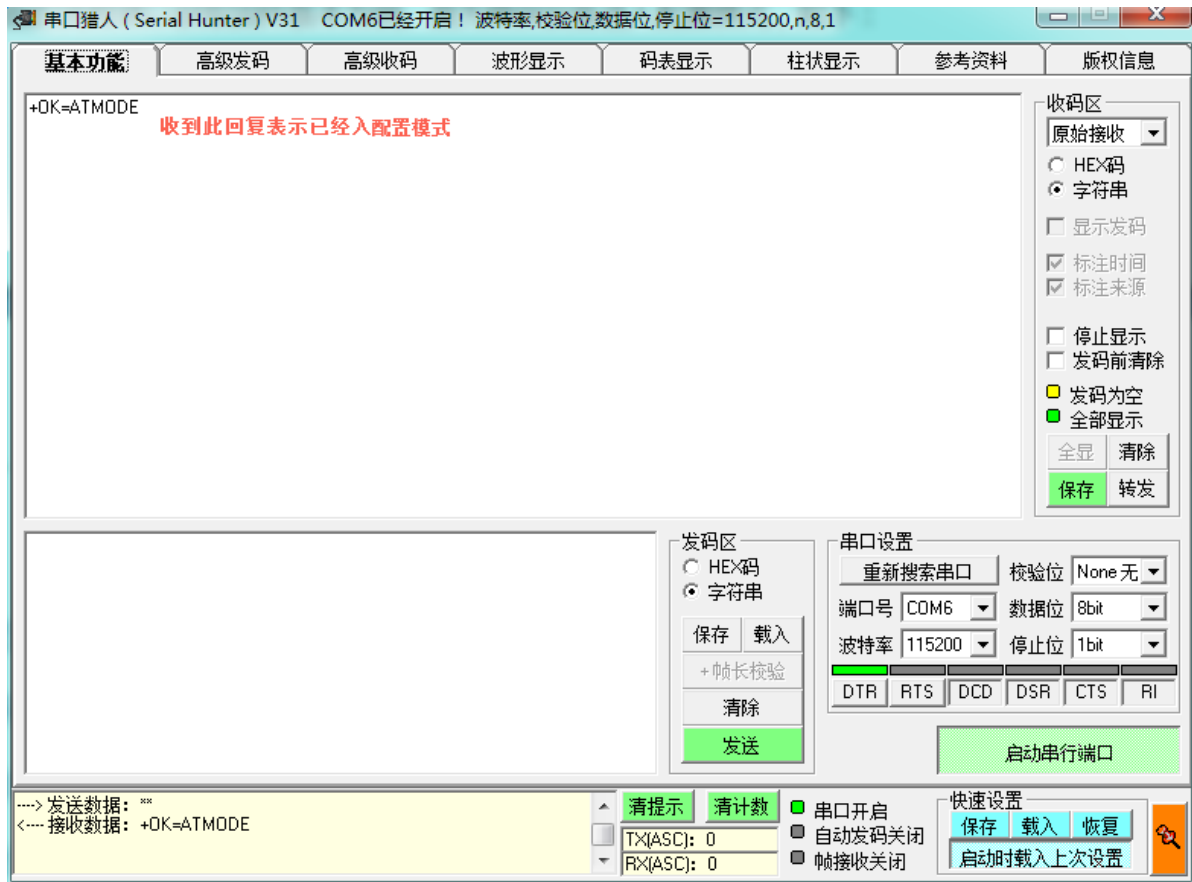 串口猎人 ( Serial Hunter ) V31 COM6已经开启！ 波特率,校验位,数据位,停止位=115200,n,8,1
基本功能 高级发码 高级收码 波形显示 码表显示 柱状显示 参考资料 版权信息
+OK=ATMODE
收到此回复表示已经入配置模式
收码区
原始接收
HEX码
字符串
显示发码
标注时间
标注来源
停止显示
发码前清除
发码为空
全部显示
全显 清除
保存 转发
发码区
HEX码
字符串
保存 载入
+帧长校验
清除
发送
串口设置
重新搜索串口 校验位 None 无
端口号 COM6 数据位 8bit
波特率 115200 停止位 1bit
DTR RTS DCD DSR CTS RI
启动串行端口
----> 发送数据： **
<---- 接收数据： +OK=ATMODE
清提示 清计数
TX(ASC): 0
RX(ASC): 0
串口开启
自动发码关闭
帧接收关闭
快速设置
保存 载入 恢复
启动时载入上次设置